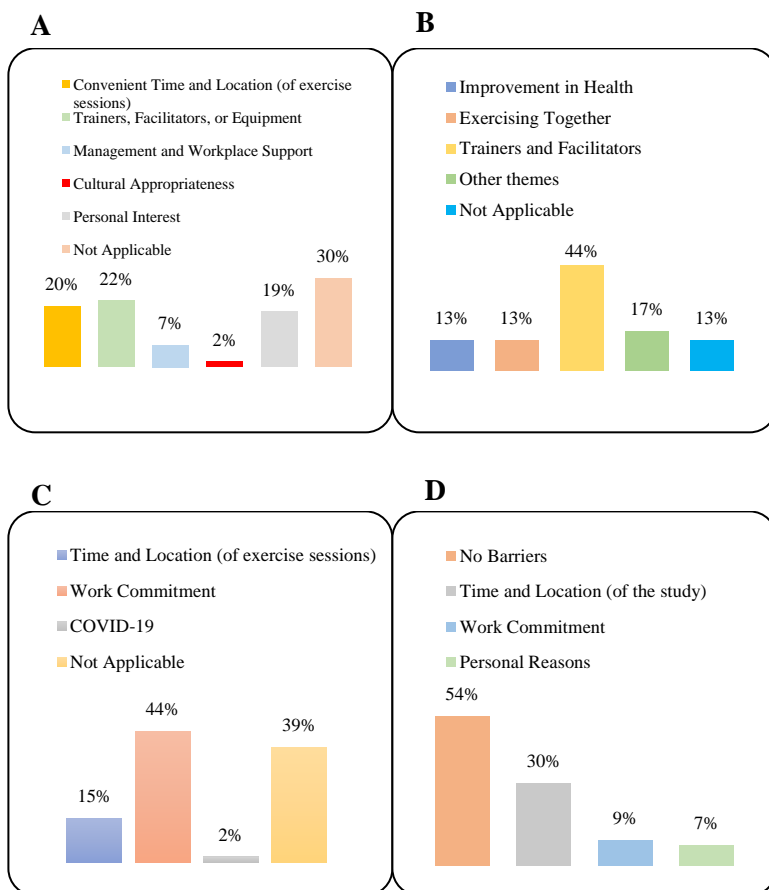 A
Convenient Time and Location (of exercise
sessions)
Trainers, Facilitators, or Equipment
Management and Workplace Support
Cultural Appropriateness
Personal Interest
Not Applicable
20%
22%
7%
2%
19%
30%
B
Improvement in Health
Exercising Together
Trainers and Facilitators
Other themes
Not Applicable
13%
13%
44%
17%
13%
C
Time and Location (of exercise sessions)
Work Commitment
COVID-19
Not Applicable
15%
44%
2%
39%
D
No Barriers
Time and Location (of the study)
Work Commitment
Personal Reasons
54%
30%
9%
7%